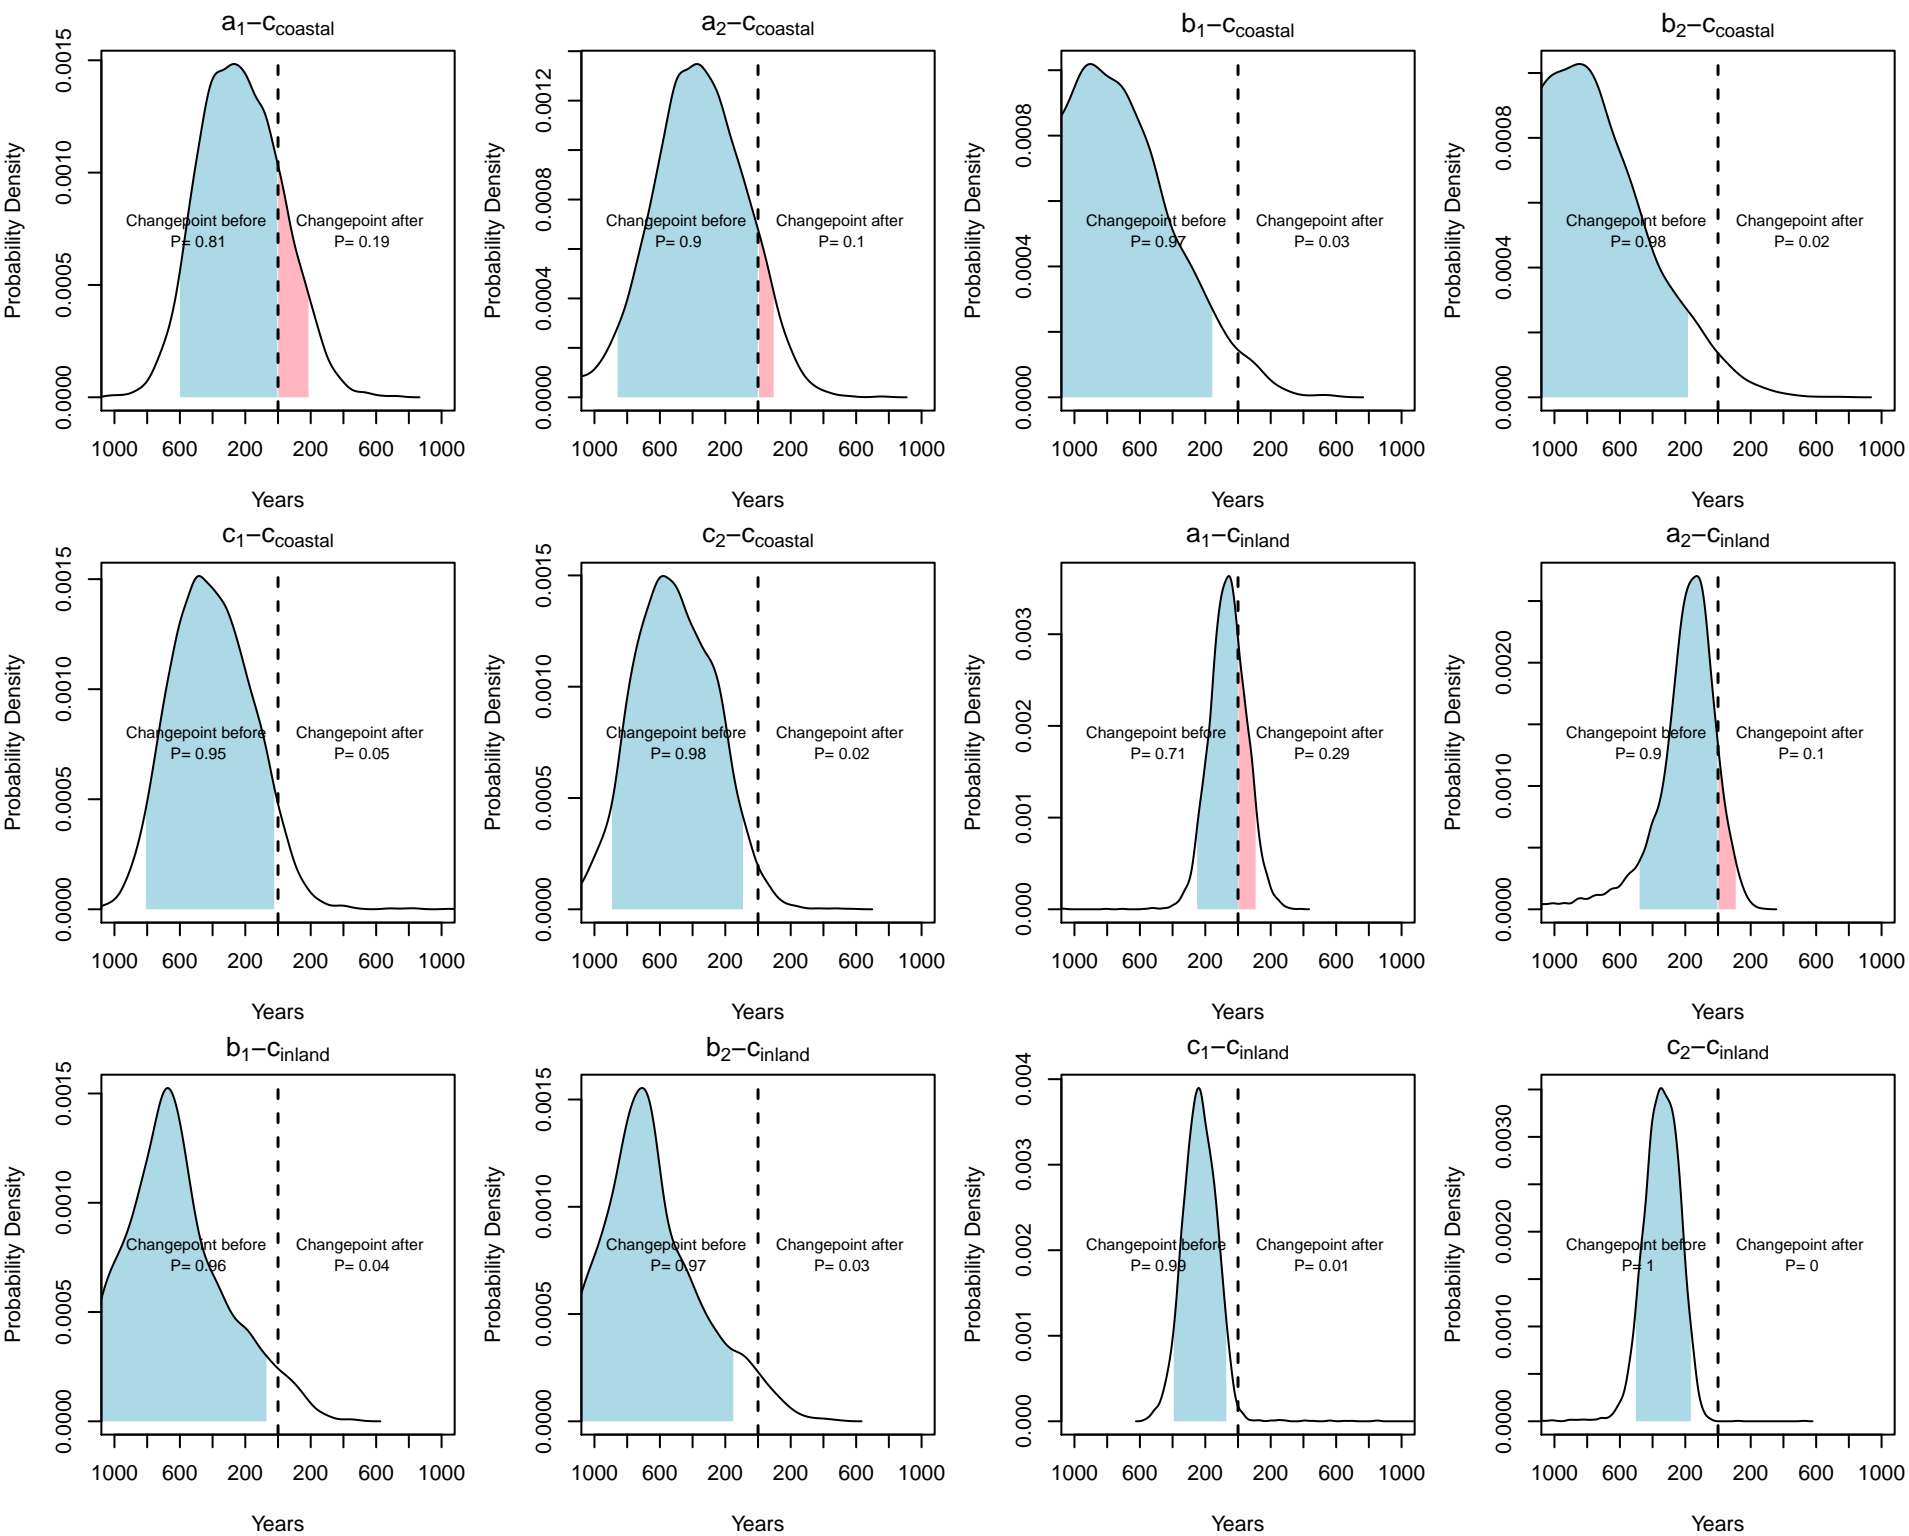 a1−ccoastal
Probability Density
0.0000 0.0005 0.0010 0.0015
Changepoint before
P= 0.81
Changepoint after
P= 0.19
1000 600 200 200 600 1000
Years
a2−ccoastal
Probability Density
0.0000 0.0004 0.0008 0.0012
Changepoint before
P= 0.9
Changepoint after
P= 0.1
1000 600 200 200 600 1000
Years
b1−ccoastal
Probability Density
0.0000 0.0004 0.0008
Changepoint before
P= 0.97
Changepoint after
P= 0.03
1000 600 200 200 600 1000
Years
b2−ccoastal
Probability Density
0.0000 0.0004 0.0008
Changepoint before
P= 0.98
Changepoint after
P= 0.02
1000 600 200 200 600 1000
Years
c1−ccoastal
Probability Density
0.0000 0.0005 0.0010 0.0015
Changepoint before
P= 0.95
Changepoint after
P= 0.05
1000 600 200 200 600 1000
Years
c2−ccoastal
Probability Density
0.0000 0.0005 0.0010 0.0015
Changepoint before
P= 0.98
Changepoint after
P= 0.02
1000 600 200 200 600 1000
Years
a1−cinland
Probability Density
0.000 0.001 0.002 0.003
Changepoint before
P= 0.71
Changepoint after
P= 0.29
1000 600 200 200 600 1000
Years
a2−cinland
Probability Density
0.0000 0.0010 0.0020
Changepoint before
P= 0.9
Changepoint after
P= 0.1
1000 600 200 200 600 1000
Years
b1−cinland
Probability Density
0.0000 0.0005 0.0010 0.0015
Changepoint before
P= 0.96
Changepoint after
P= 0.04
1000 600 200 200 600 1000
Years
b2−cinland
Probability Density
0.0000 0.0005 0.0010 0.0015
Changepoint before
P= 0.97
Changepoint after
P= 0.03
1000 600 200 200 600 1000
Years
c1−cinland
Probability Density
0.000 0.001 0.002 0.003 0.004
Changepoint before
P= 0.99
Changepoint after
P= 0.01
1000 600 200 200 600 1000
Years
c2−cinland
Probability Density
0.0000 0.0010 0.0020 0.0030
Changepoint before
P= 1
Changepoint after
P= 0
1000 600 200 200 600 1000
Years